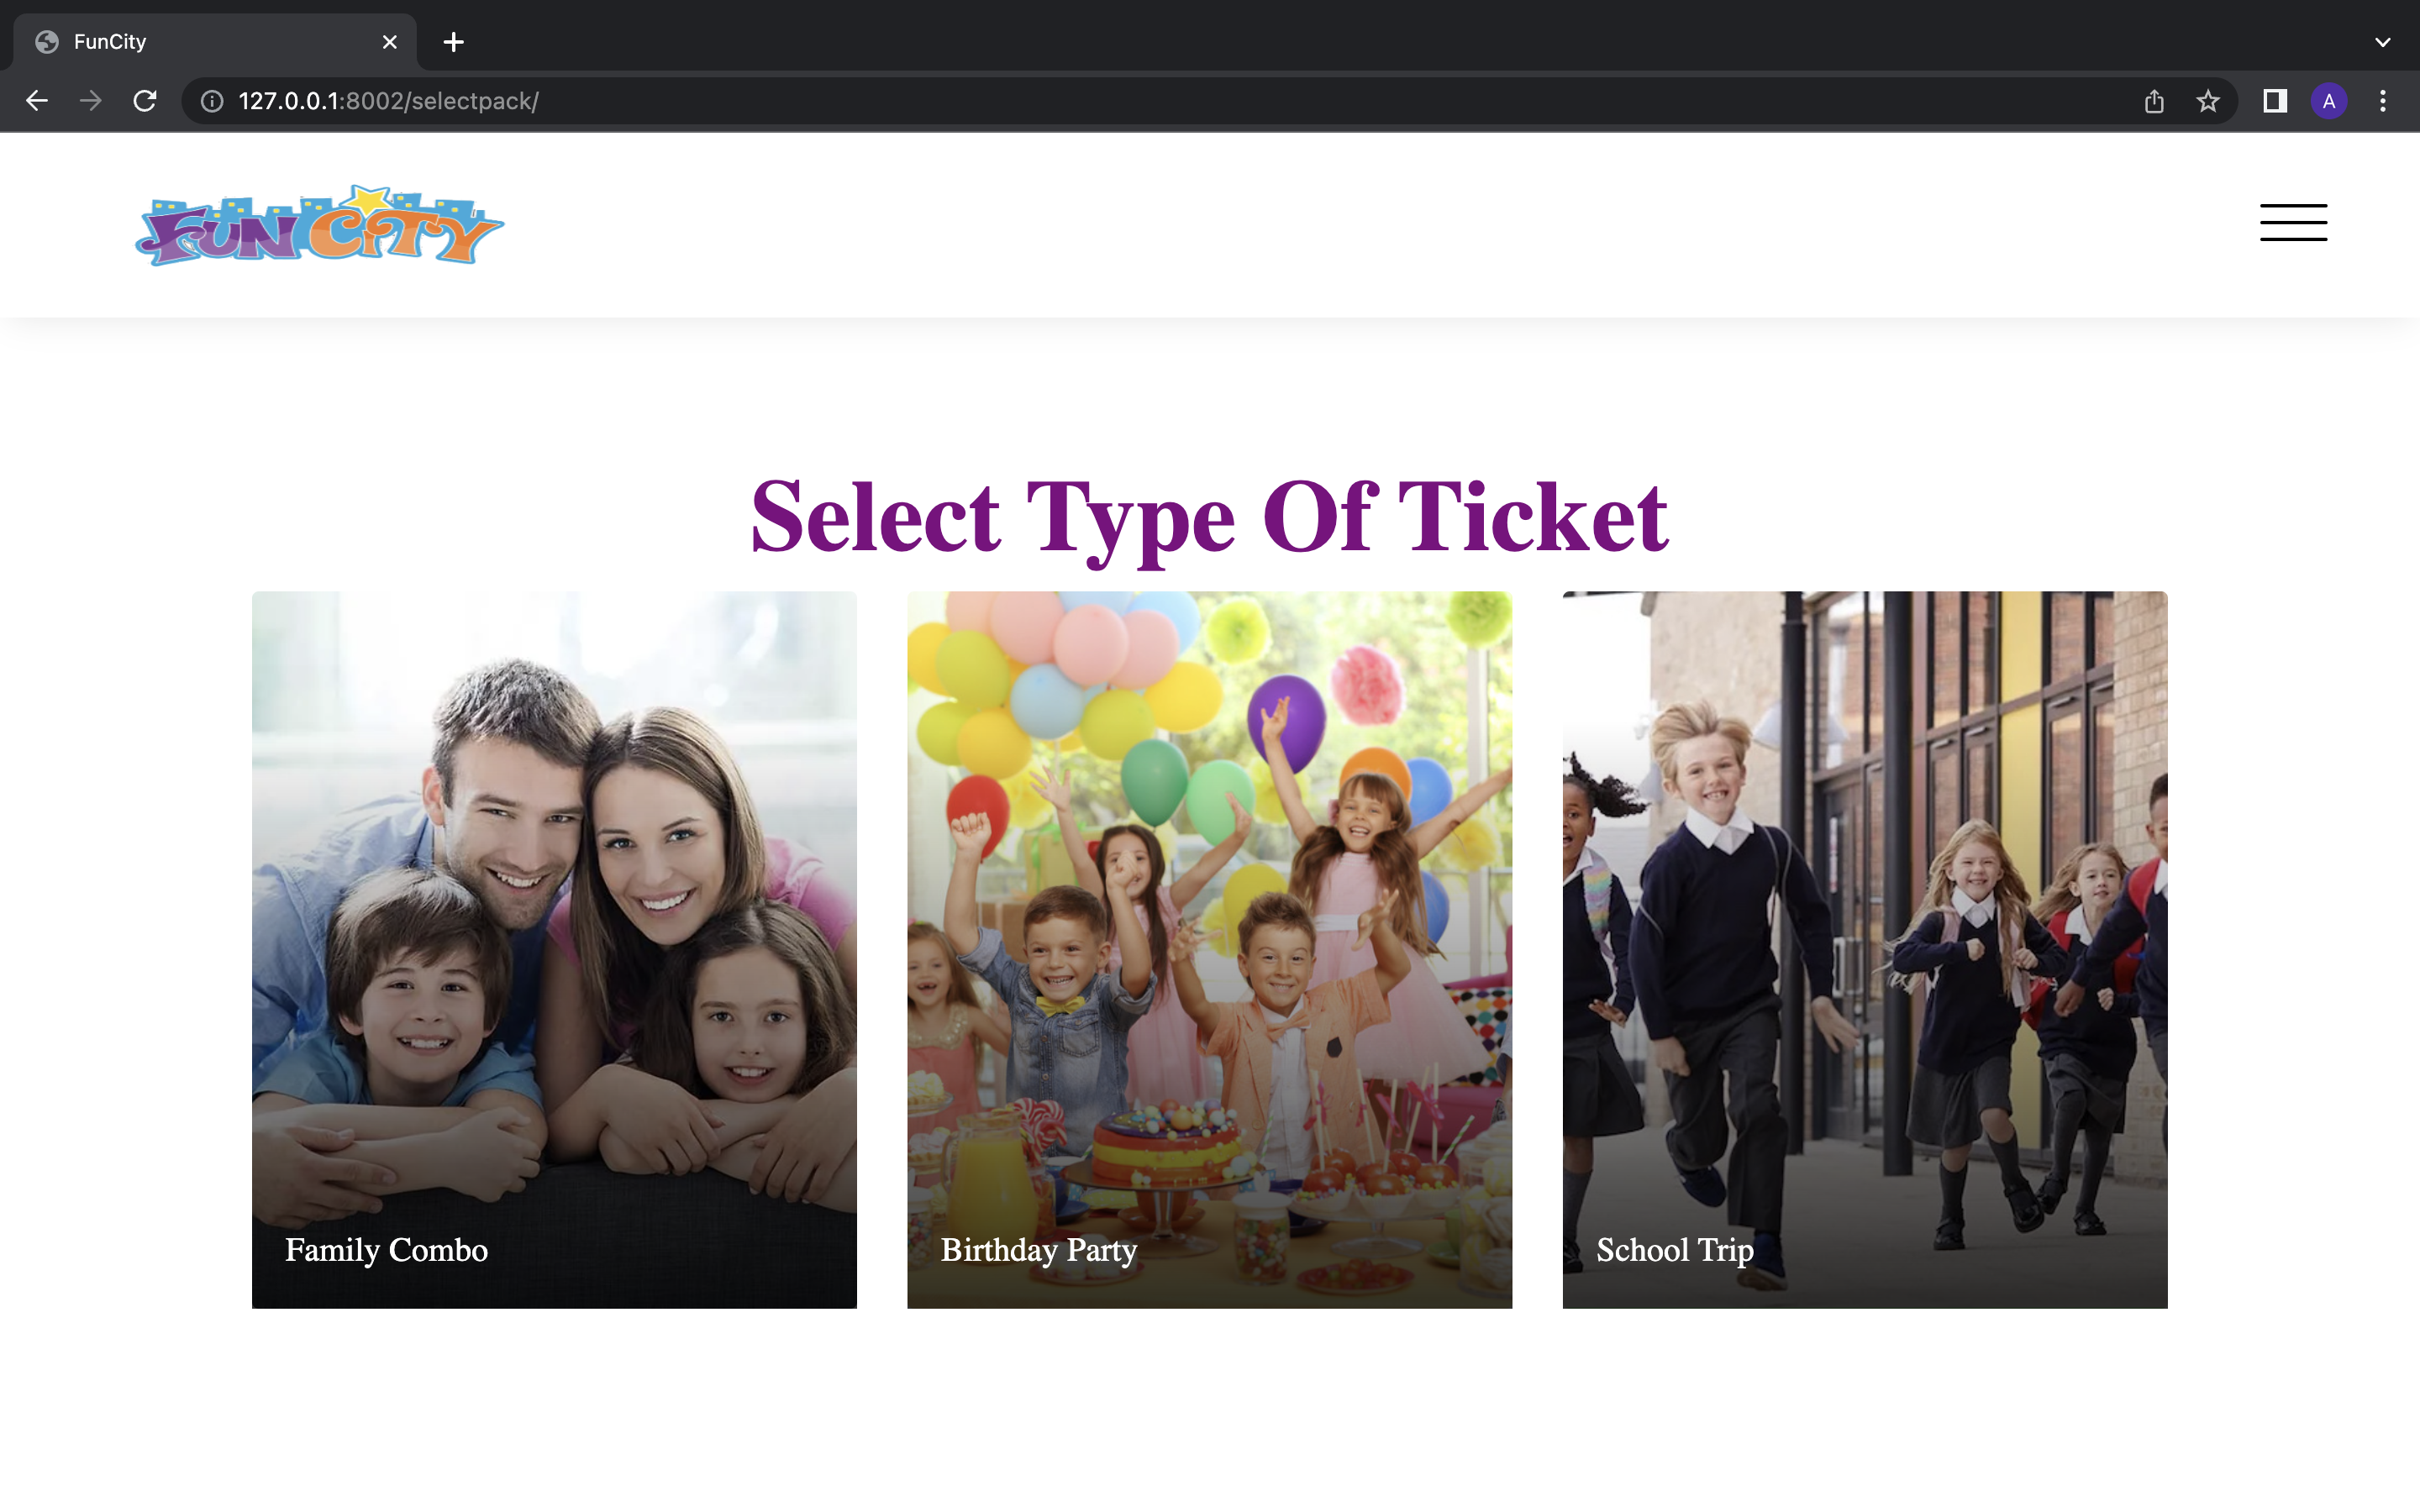 FunCity
127.0.0.1:8002/selectpack/
A
FUN CiTY
Select Type Of Ticket
Family Combo
Birthday Party
School Trip